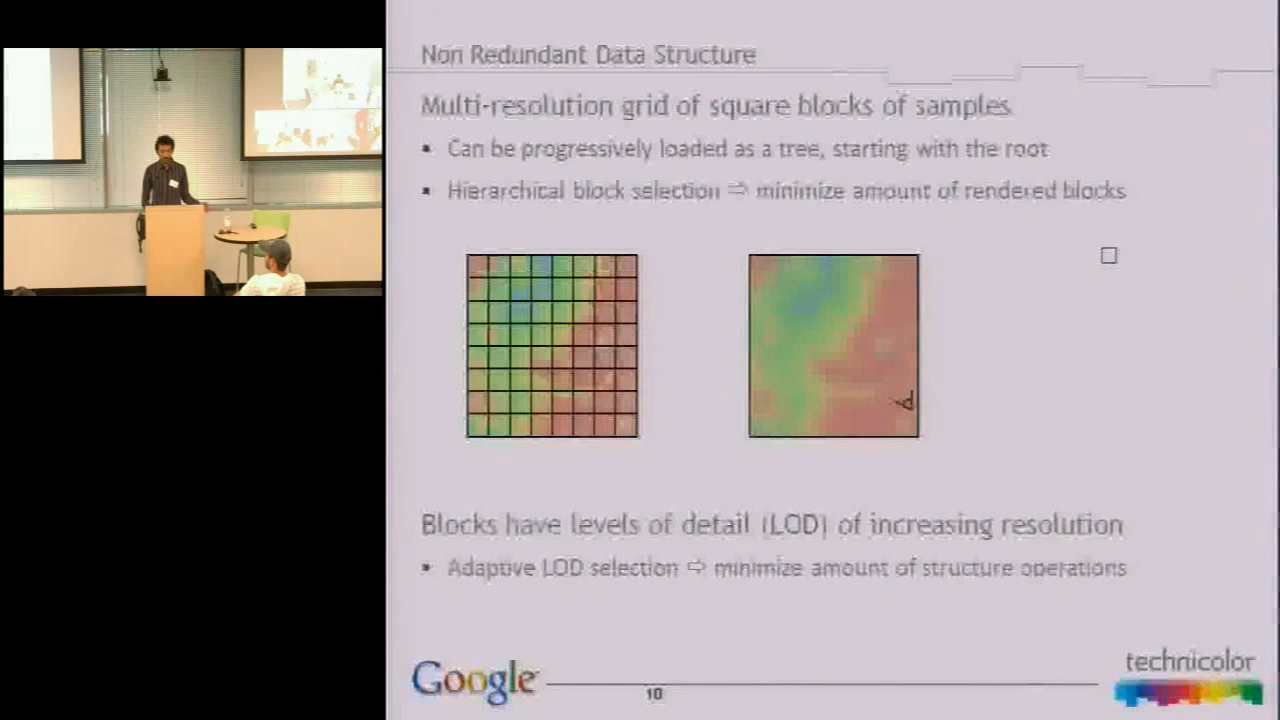 Non Redundant Data Structure
Multi-resolution grid of square blocks of samples
▪ Can be progressively loaded as a tree, starting with the root
▪ Hierarchical block selection ⇨ minimize amount of rendered blocks
Blocks have levels of detail (LOD) of increasing resolution
▪ Adaptive LOD selection ⇨ minimize amount of structure operations
Google
10
technicolor